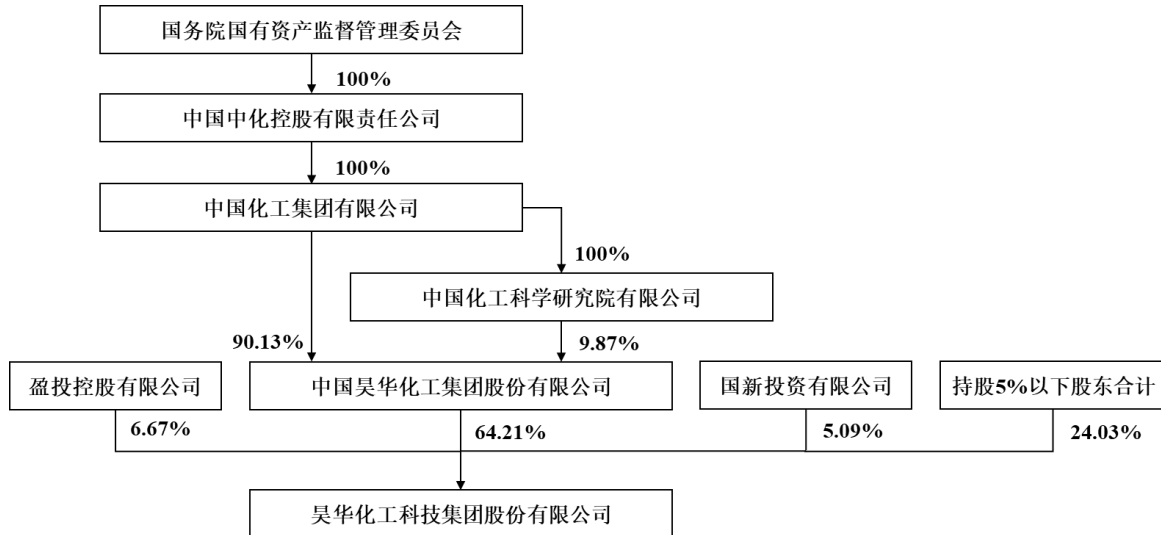 国务院国有资产监督管理委员会
100%
中国中化控股有限责任公司
100%
中国化工集团有限公司
100%
中国化工科学研究院有限公司
90.13%
9.87%
盈投控股有限公司
中国昊华化工集团股份有限公司
国新投资有限公司
持股5%以下股东合计
6.67%
64.21%
5.09%
24.03%
昊华化工科技集团股份有限公司